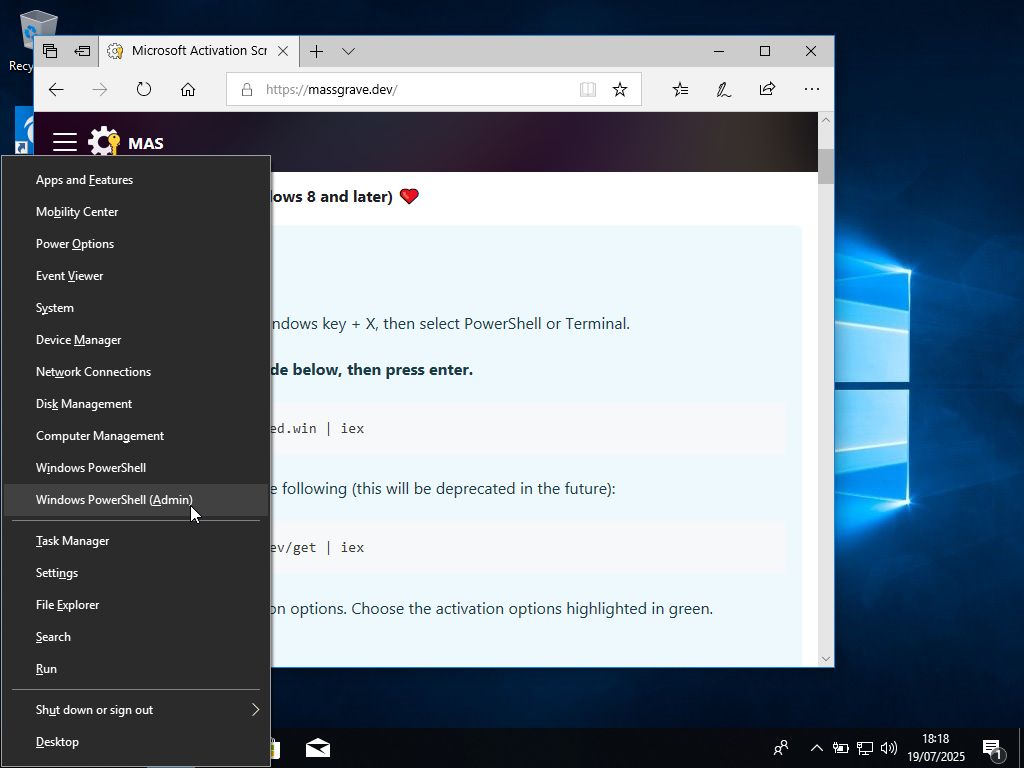 Recy
Microsoft Activation Scr
https://massgrave.dev/
MAS
Apps and Features
Mobility Center
Power Options
Event Viewer
System
Device Manager
Network Connections
Disk Management
Computer Management
Windows PowerShell
Windows PowerShell (Admin)
Task Manager
Settings
File Explorer
Search
Run
Shut down or sign out
Desktop
lows 8 and later)
ndows key + X, then select PowerShell or Terminal.
de below, then press enter.
ed.win | iex
e following (this will be deprecated in the future):
ev/get | iex
on options. Choose the activation options highlighted in green.
18:18
19/07/2025
1